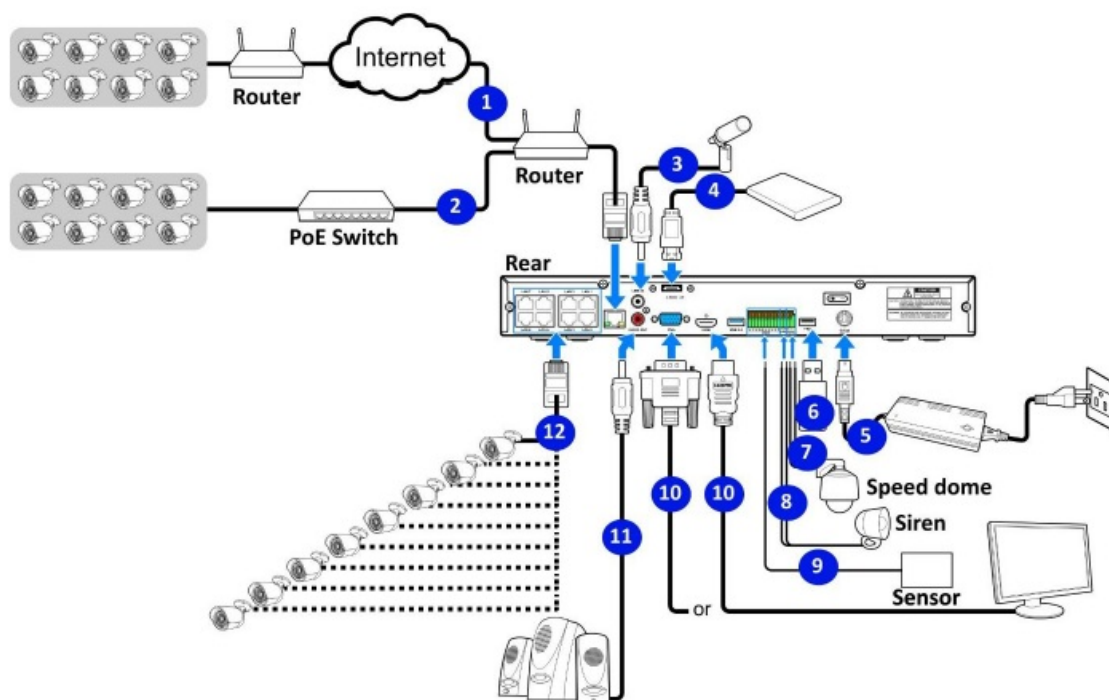 Internet
Router
1
Router
3
4
2
PoE Switch
Rear
6
5
12
7
Speed dome
10
10
8
Siren
11
9
Sensor
or